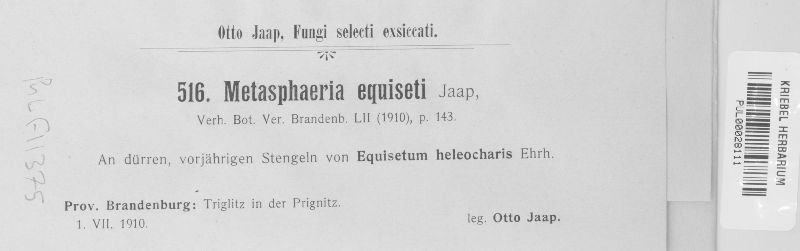 Otto Jaap, Fungi selecti exsiccati.
516. Metasphaeria equiseti Jaap,
Verh. Bot. Ver. Brandenb. LII (1910), p. 143.
An dürren, vorjährigen Stengeln von Equisetum heleocharis Ehrh.
Prov. Brandenburg: Triglitz in der Prignitz.
1. VII. 1910.
leg. Otto Jaap.
KRIEBEL HERBARIUM
PUL00028111